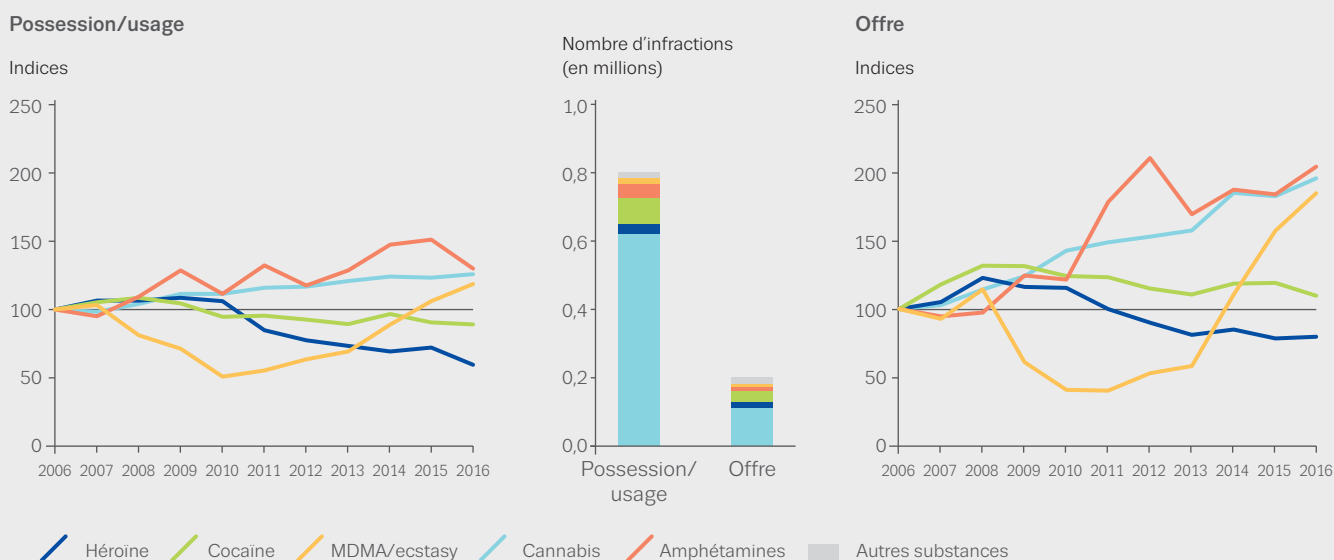 Possession/usage
Indices
250
200
150
100
50
0
2006 2007 2008 2009 2010 2011 2012 2013 2014 2015 2016
Nombre d'infractions
(en millions)
1,0
0,8
0,6
0,4
0,2
0,0
Possession/
usage
Offre
Offre
Indices
250
200
150
100
50
0
2006 2007 2008 2009 2010 2011 2012 2013 2014 2015 2016
Héroïne Cocaïne MDMA/ecstasy Cannabis Amphétamines Autres substances